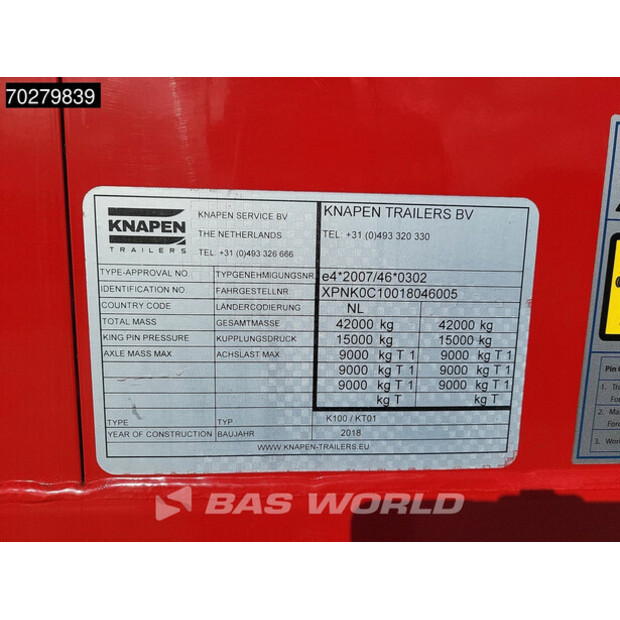 70279839
KNAPEN
TRAILERS
KNAPEN SERVICE BV
THE NETHERLANDS
TEL: +31 (0)493 326 666
KNAPEN TRAILERS BV
TEL: +31 (0)493 320 330
TYPE-APPROVAL NO. TYPGENEHMIGUNGSNR. e4*2007/46*0302
IDENTIFICATION NO. FAHRGESTELLNR. XPNK0C10018046005
COUNTRY CODE LÄNDERCODIERUNG NL
TOTAL MASS GESAMTMASSE 42000 kg 42000 kg
KING PIN PRESSURE KUPPLUNGSDRUCK 15000 kg 15000 kg
AXLE MASS MAX ACHSLAST MAX 9000 kg T 1 9000 kg T 1
9000 kg T 1 9000 kg T 1
9000 kg T 1 9000 kg T 1
kg T kg T
TYPE TYP K100 / KT01
YEAR OF CONSTRUCTION BAUJAHR 2018
WWW.KNAPEN-TRAILERS.EU
Pin
1.
2.
3.
BAS WORLD